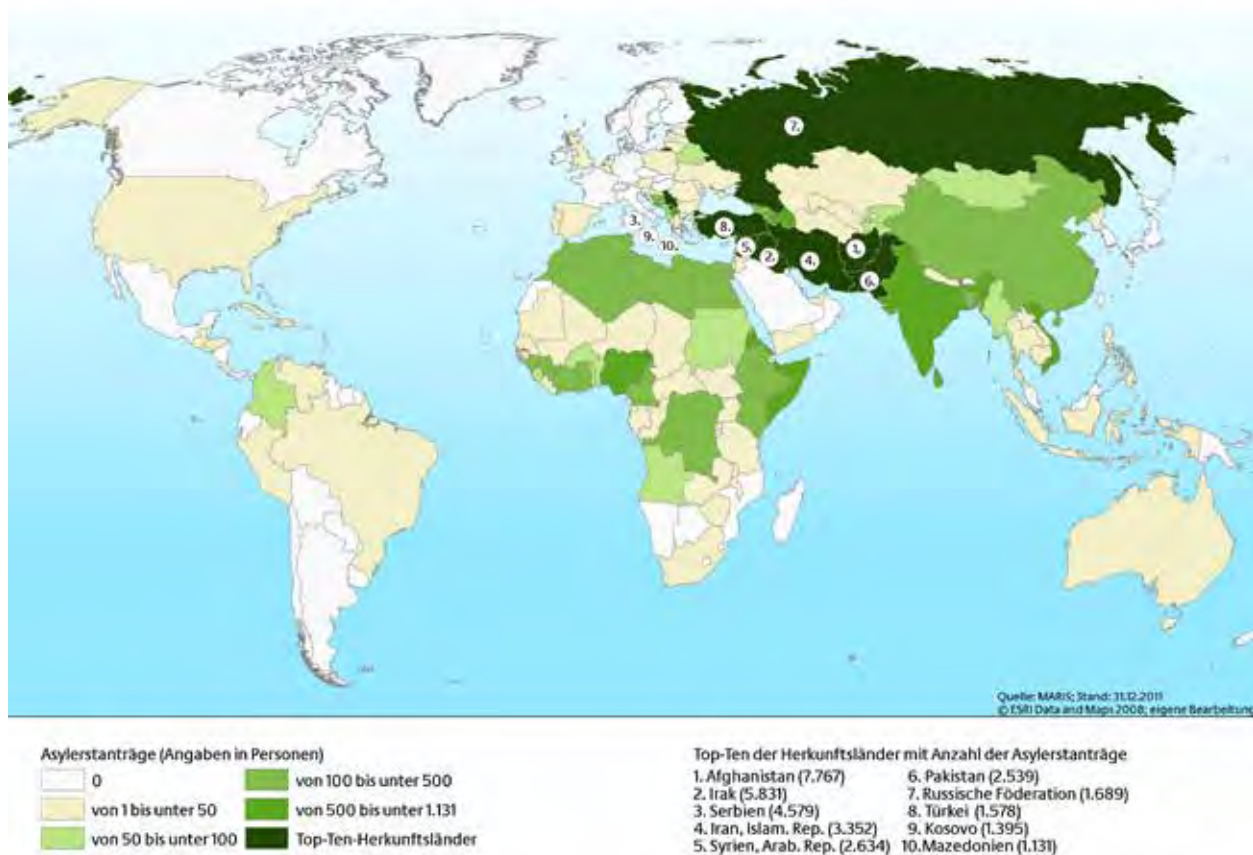 7.
3.
8.
9.
10.
5.
2.
4.
1.
6.
Quelle: MARIS; Stand: 31.12.2011
© ESRI Data and Maps 2008; eigene Bearbeitung
Asylerstanträge (Angaben in Personen)
0
von 1 bis unter 50
von 50 bis unter 100
von 100 bis unter 500
von 500 bis unter 1.131
Top-Ten-Herkunftsländer
Top-Ten der Herkunftsländer mit Anzahl der Asylerstanträge
1. Afghanistan (7.767)
2. Irak (5.831)
3. Serbien (4.579)
4. Iran, Islam. Rep. (3.352)
5. Syrien, Arab. Rep. (2.634)
6. Pakistan (2.539)
7. Russische Föderation (1.689)
8. Türkei (1.578)
9. Kosovo (1.395)
10. Mazedonien (1.131)